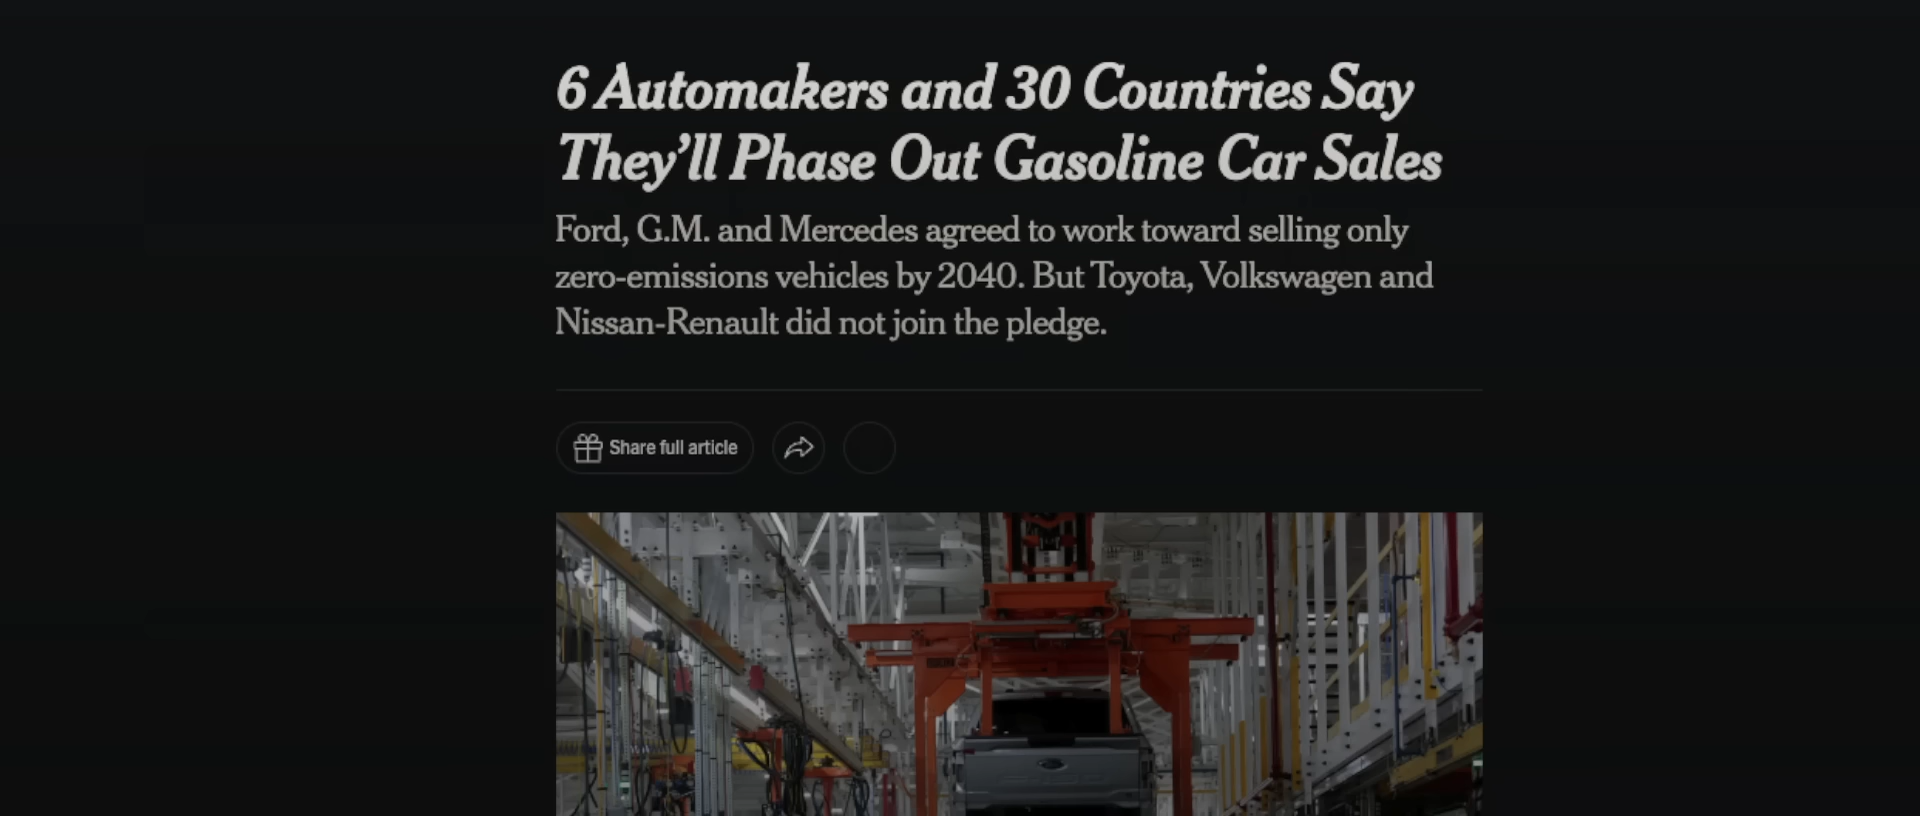 6 Automakers and 30 Countries Say
They’ll Phase Out Gasoline Car Sales
Ford, G.M. and Mercedes agreed to work toward selling only
zero-emissions vehicles by 2040. But Toyota, Volkswagen and
Nissan-Renault did not join the pledge.
Share full article